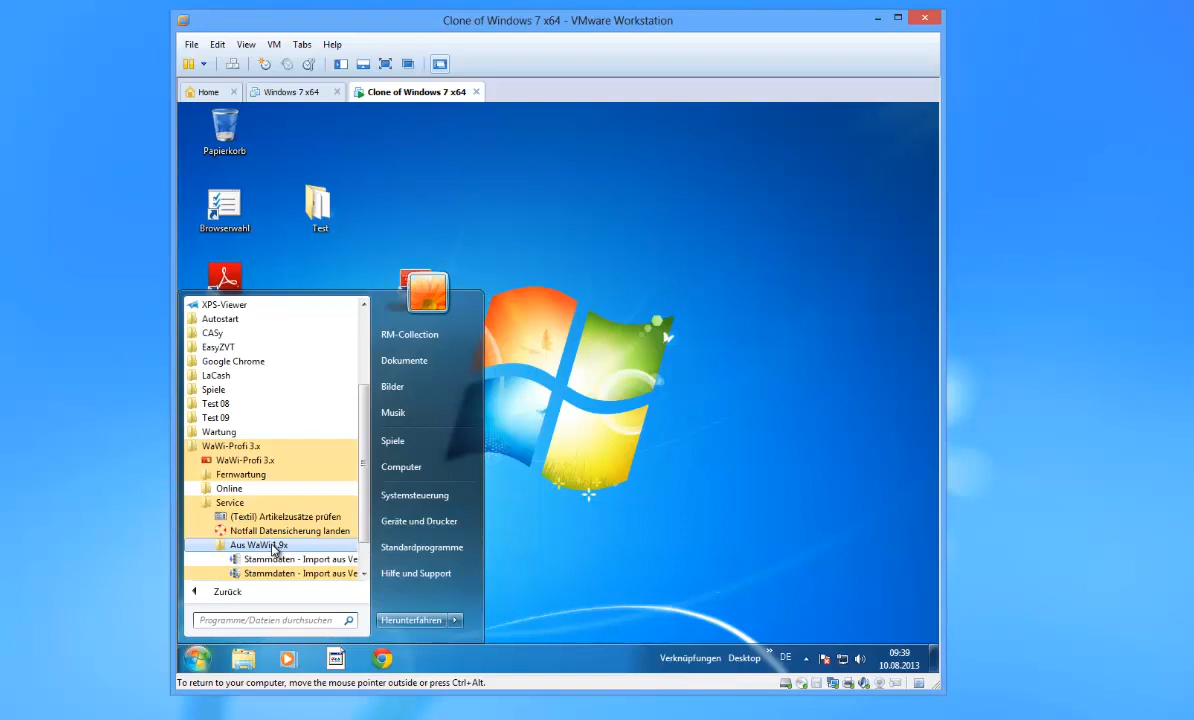 Clone of Windows 7 x64 - VMware Workstation
File Edit View VM Tabs Help
Home Windows 7 x64 Clone of Windows 7 x64
Papierkorb
Browserwahl Test
XPS-Viewer
Autostart
CASy
EasyZVT
Google Chrome
LaCash
Spiele
Test 08
Test 09
Wartung
WaWi-Profi 3.x
WaWi-Profi 3.x
Fernwartung
Online
Service
(Textil) Artikelzusätze prüfen
Notfall Datensicherung landen
Aus WaWi 9x
Stammdaten - Import aus Ve
Stammdaten - Import aus Ve
Zurück
Programme/Dateien durchsuchen
RM-Collection
Dokumente
Bilder
Musik
Spiele
Computer
Systemsteuerung
Geräte und Drucker
Standardprogramme
Hilfe und Support
Herunterfahren
Verknüpfungen Desktop » DE 09:39
10.08.2013
To return to your computer, move the mouse pointer outside or press Ctrl+Alt.